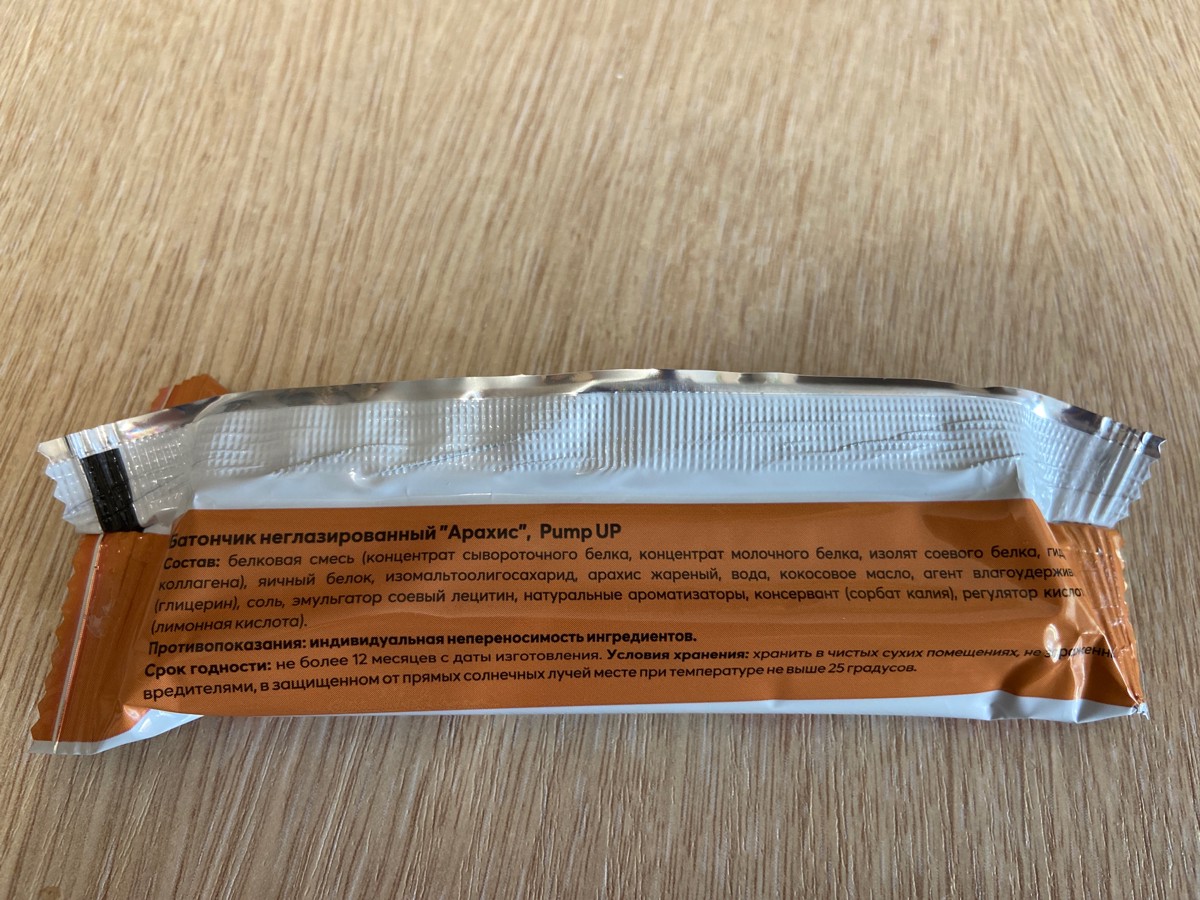 Батончик неглазированный "Арахис", Pump UP
Состав: белковая смесь (концентрат сывороточного белка, концентрат молочного белка, изолят соевого белка,
коллагена), яичный белок, изомальтоолигосахарид, арахис жареный, вода, кокосовое масло, агент
(глицерин), соль, эмульгатор соевый лецитин, натуральные ароматизаторы, консервант (сорбат калия), регулятор
(лимонная кислота).
Противопоказания: индивидуальная непереносимость ингредиентов.
Срок годности: не более 12 месяцев с даты изготовления. Условия хранения: хранить в чистых сухих помещениях, не
вредителями, в защищенном от прямых солнечных лучей месте при температуре не выше 25 градусов.